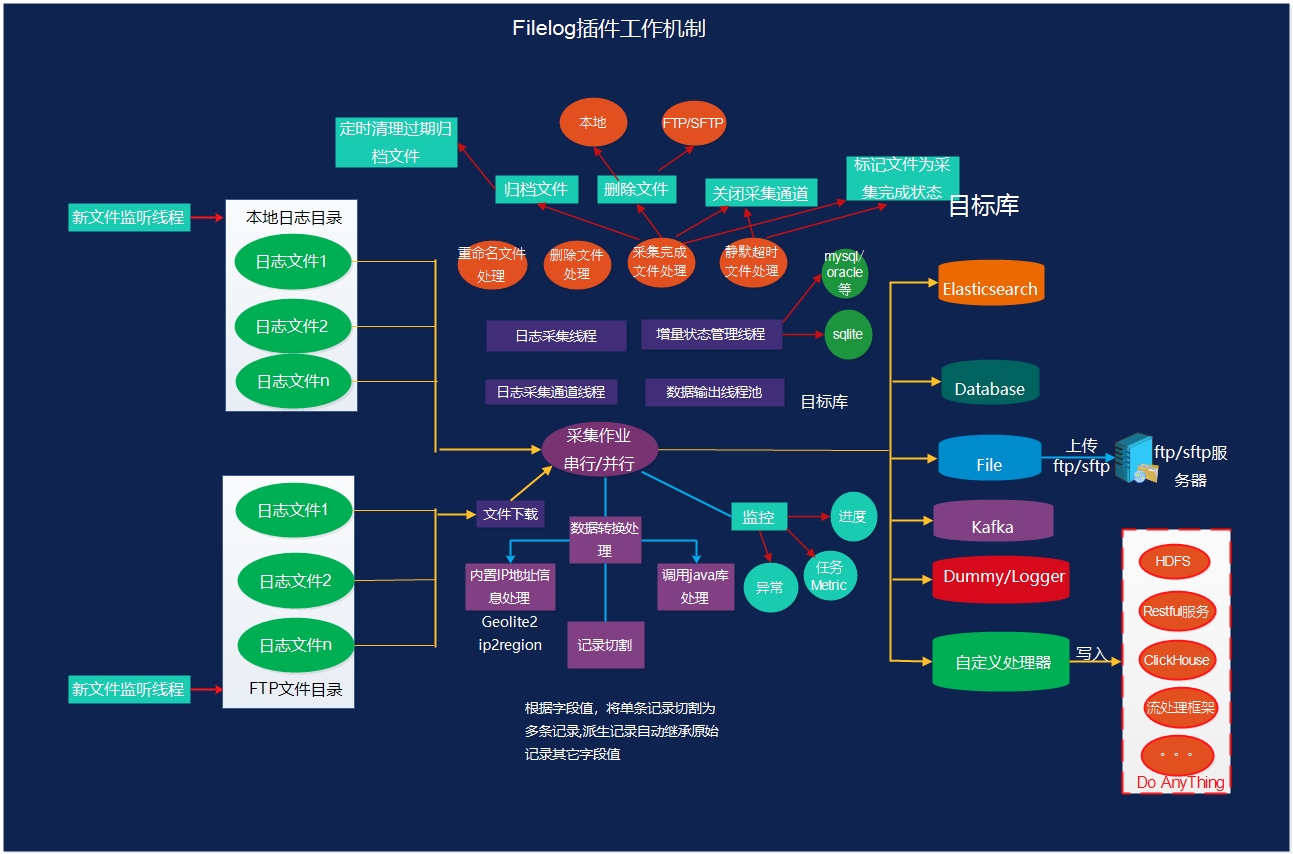 Filelog插件工作机制
定时清理过期归
档文件
本地
FTP/SFTP
归档文件
删除文件
关闭采集通道
标记文件为采
集完成状态
目标库
新文件监听线程
本地日志目录
日志文件1
日志文件2
日志文件n
重命名文件
处理
删除文件
处理
采集完成
文件处理
静默超时
文件处理
mysql/
oracle
等
sqlite
日志采集线程
增量状态管理线程
日志采集通道线程
数据输出线程池
目标库
采集作业
串行/并行
Elasticsearch
Database
File
上传
ftp/sftp
ftp/sftp服
务器
Kafka
Dummy/Logger
自定义处理器
写入
HDFS
Restful服务
ClickHouse
流处理框架
。。。
Do AnyThing
日志文件1
日志文件2
日志文件n
FTP文件目录
新文件监听线程
文件下载
数据转换处
理
内置IP地址信
息处理
Geolite2
ip2region
调用java库
处理
记录切割
监控
进度
异常
任务
Metric
根据字段值，将单条记录切割为
多条记录,派生记录自动继承原始
记录其它字段值